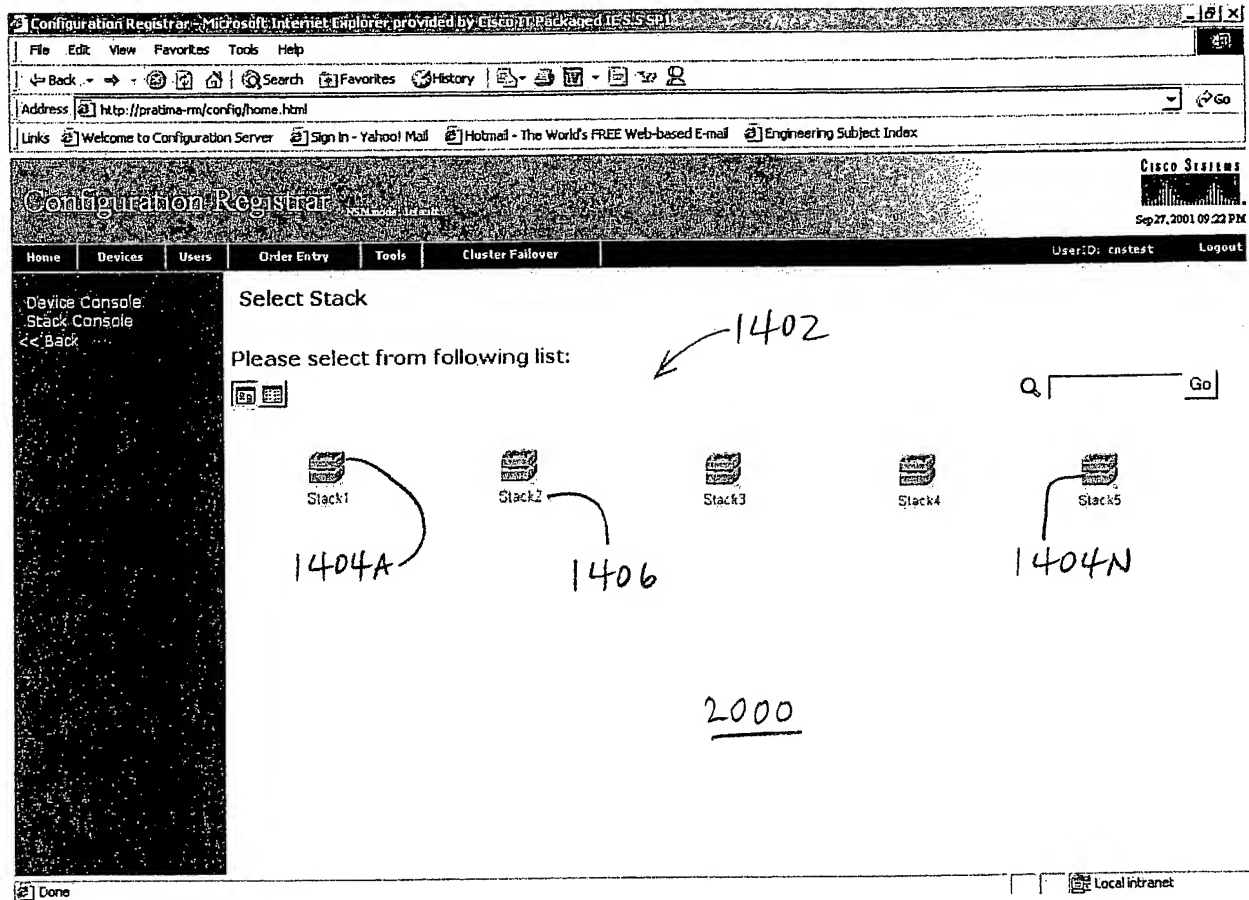 Configuration Registrar - Microsoft Internet Explorer provided by Cisco IT Packaged IE 5.5 SP1
File Edit View Favorites Tools Help
Back Search Favorites History
Address http://pratima-rm/config/home.html Go
Links Welcome to Configuration Server Sign In - Yahoo! Mail Hotmail - The World's FREE Web-based E-mail Engineering Subject Index
CISCO SYSTEMS
Configuration Registrar
Sep 27, 2001 09:22 PM
Home Devices Users Order Entry Tools Cluster Failover UserID: cnstest Logout
Device Console
Stack Console
<< Back
Select Stack
1402
Please select from following list:
Go
Stack1 Stack2 Stack3 Stack4 Stack5
1404A 1406 1404N
2000
Done Local intranet